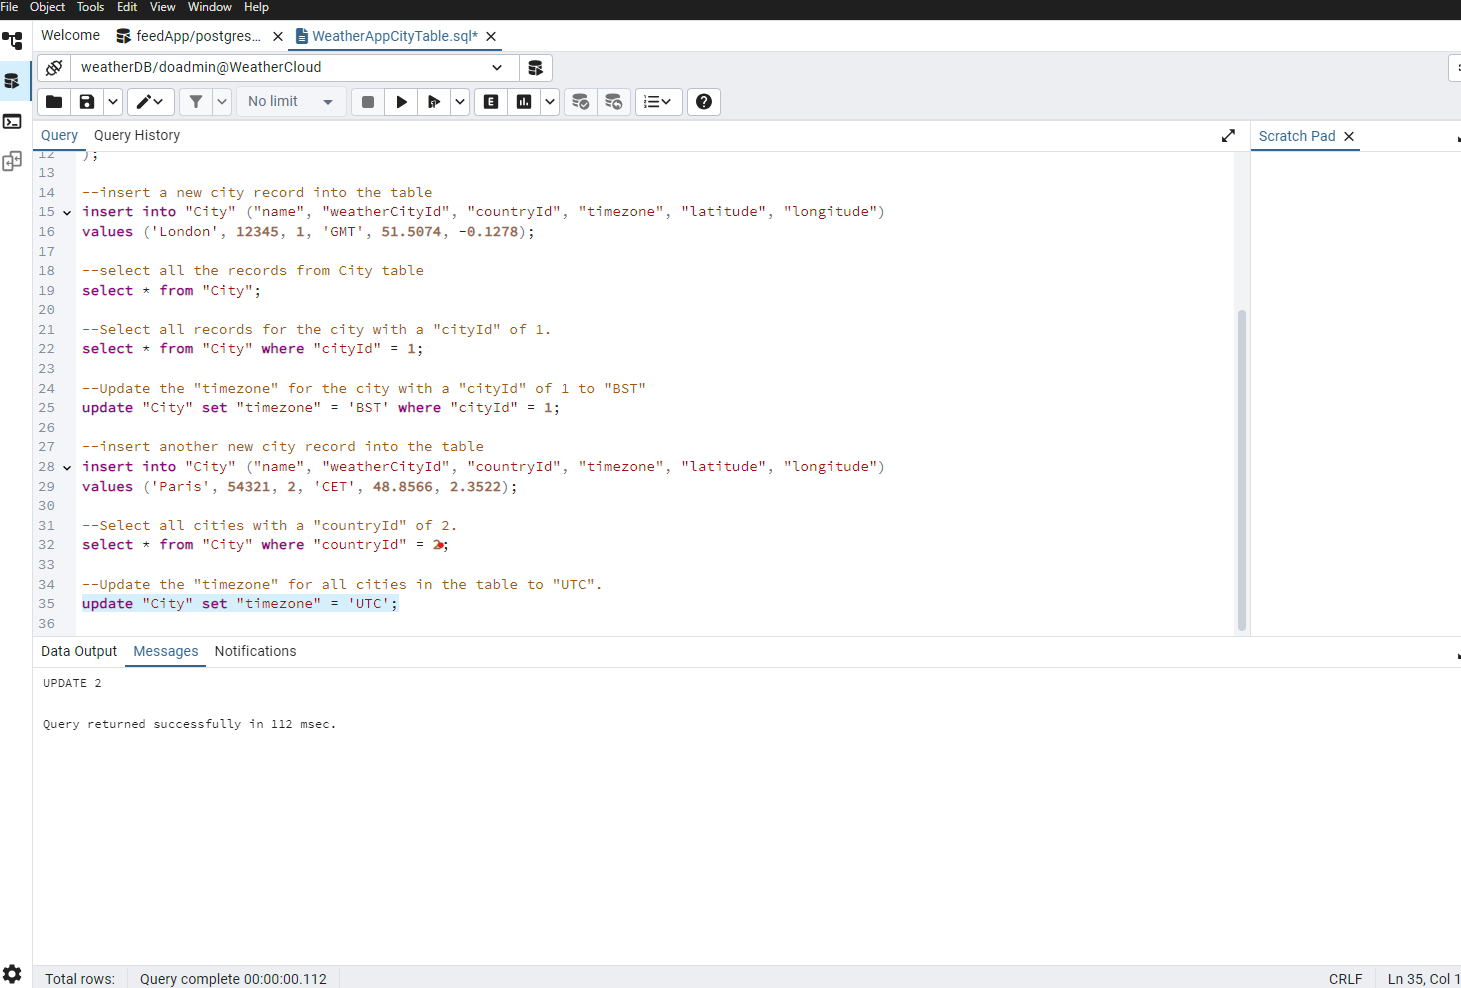 File Object Tools Edit View Window Help
Welcome feedApp/postgres... WeatherAppCityTable.sql*
weatherDB/doadmin@WeatherCloud
No limit
Query Query History
Scratch Pad
12 );
13
14 --insert a new city record into the table
15 insert into "City" ("name", "weatherCityId", "countryId", "timezone", "latitude", "longitude")
16 values ('London', 12345, 1, 'GMT', 51.5074, -0.1278);
17
18 --select all the records from City table
19 select * from "City";
20
21 --Select all records for the city with a "cityId" of 1.
22 select * from "City" where "cityId" = 1;
23
24 --Update the "timezone" for the city with a "cityId" of 1 to "BST"
25 update "City" set "timezone" = 'BST' where "cityId" = 1;
26
27 --insert another new city record into the table
28 insert into "City" ("name", "weatherCityId", "countryId", "timezone", "latitude", "longitude")
29 values ('Paris', 54321, 2, 'CET', 48.8566, 2.3522);
30
31 --Select all cities with a "countryId" of 2.
32 select * from "City" where "countryId" = 2;
33
34 --Update the "timezone" for all cities in the table to "UTC".
35 update "City" set "timezone" = 'UTC';
36
Data Output Messages Notifications
UPDATE 2
Query returned successfully in 112 msec.
Total rows: Query complete 00:00:00.112 CRLF Ln 35, Col 1